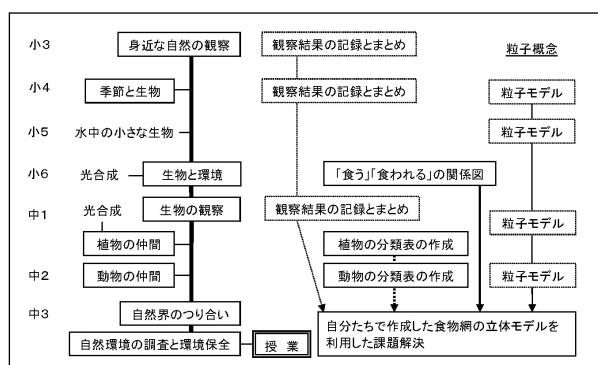 小3 身近な自然の観察 観察結果の記録とまとめ 粒子概念
小4 季節と生物 観察結果の記録とまとめ 粒子モデル
小5 水中の小さな生物 粒子モデル
小6 光合成 生物と環境 「食う」「食われる」の関係図
中1 光合成 生物の観察 観察結果の記録とまとめ 粒子モデル
植物の仲間 植物の分類表の作成
中2 動物の仲間 動物の分類表の作成 粒子モデル
中3 自然界のつり合い
自然環境の調査と環境保全 授 業
自分たちで作成した食物網の立体モデルを
利用した課題解決